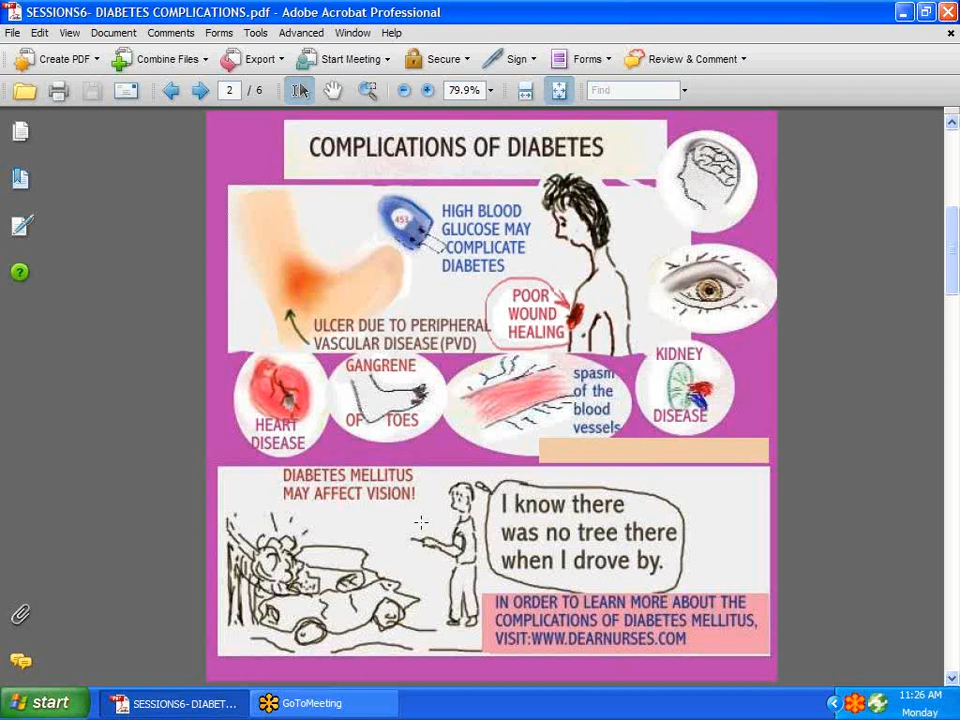 SESSIONS6- DIABETES COMPLICATIONS.pdf - Adobe Acrobat Professional
File Edit View Document Comments Forms Tools Advanced Window Help
Create PDF Combine Files Export Start Meeting Secure Sign Forms Review & Comment
2 / 6 79.9% Find
COMPLICATIONS OF DIABETES
453
HIGH BLOOD
GLUCOSE MAY
COMPLICATE
DIABETES
POOR
WOUND
HEALING
ULCER DUE TO PERIPHERAL
VASCULAR DISEASE (PVD)
HEART
DISEASE
GANGRENE
OF TOES
spasm
of the
blood
vessels
KIDNEY
DISEASE
DIABETES MELLITUS
MAY AFFECT VISION!
I know there
was no tree there
when I drove by.
IN ORDER TO LEARN MORE ABOUT THE
COMPLICATIONS OF DIABETES MELLITUS,
VISIT:WWW.DEARNURSES.COM
start SESSIONS6- DIABET... GoToMeeting 11:26 AM
Monday